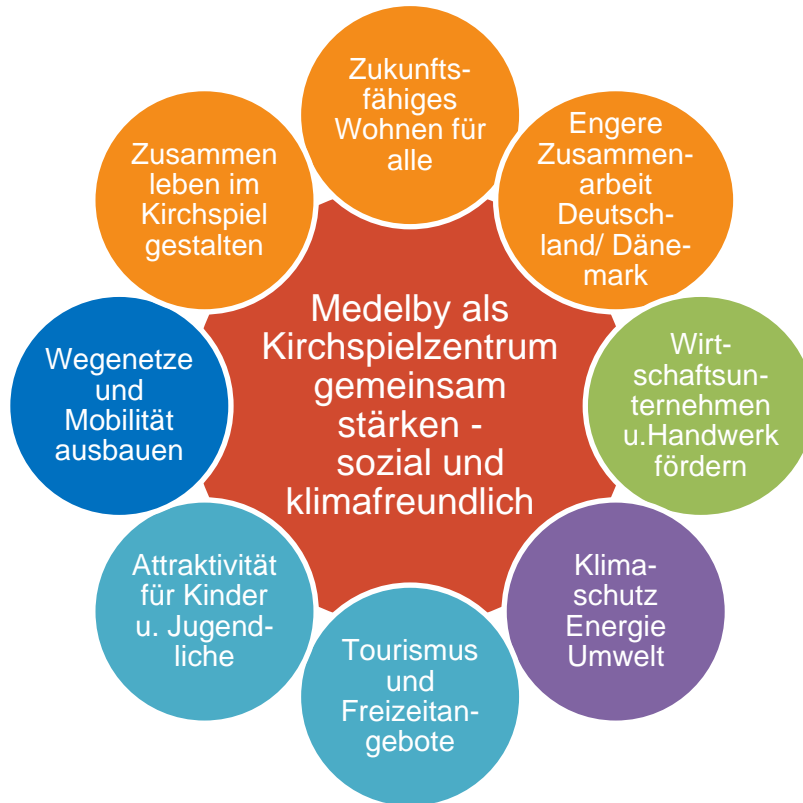 Zukunfts-
fähiges
Wohnen für
alle
Engere
Zusammen-
arbeit
Deutsch-
land/ Däne-
mark
Wirt-
schaftsun-
ternehmen
u.Handwerk
fördern
Klima-
schutz
Energie
Umwelt
Tourismus
und
Freizeitan-
gebote
Attraktivität
für Kinder
u. Jugend-
liche
Wegenetze
und
Mobilität
ausbauen
Zusammen
leben im
Kirchspiel
gestalten
Medelby als
Kirchspielzentrum
gemeinsam
stärken -
sozial und
klimafreundlich